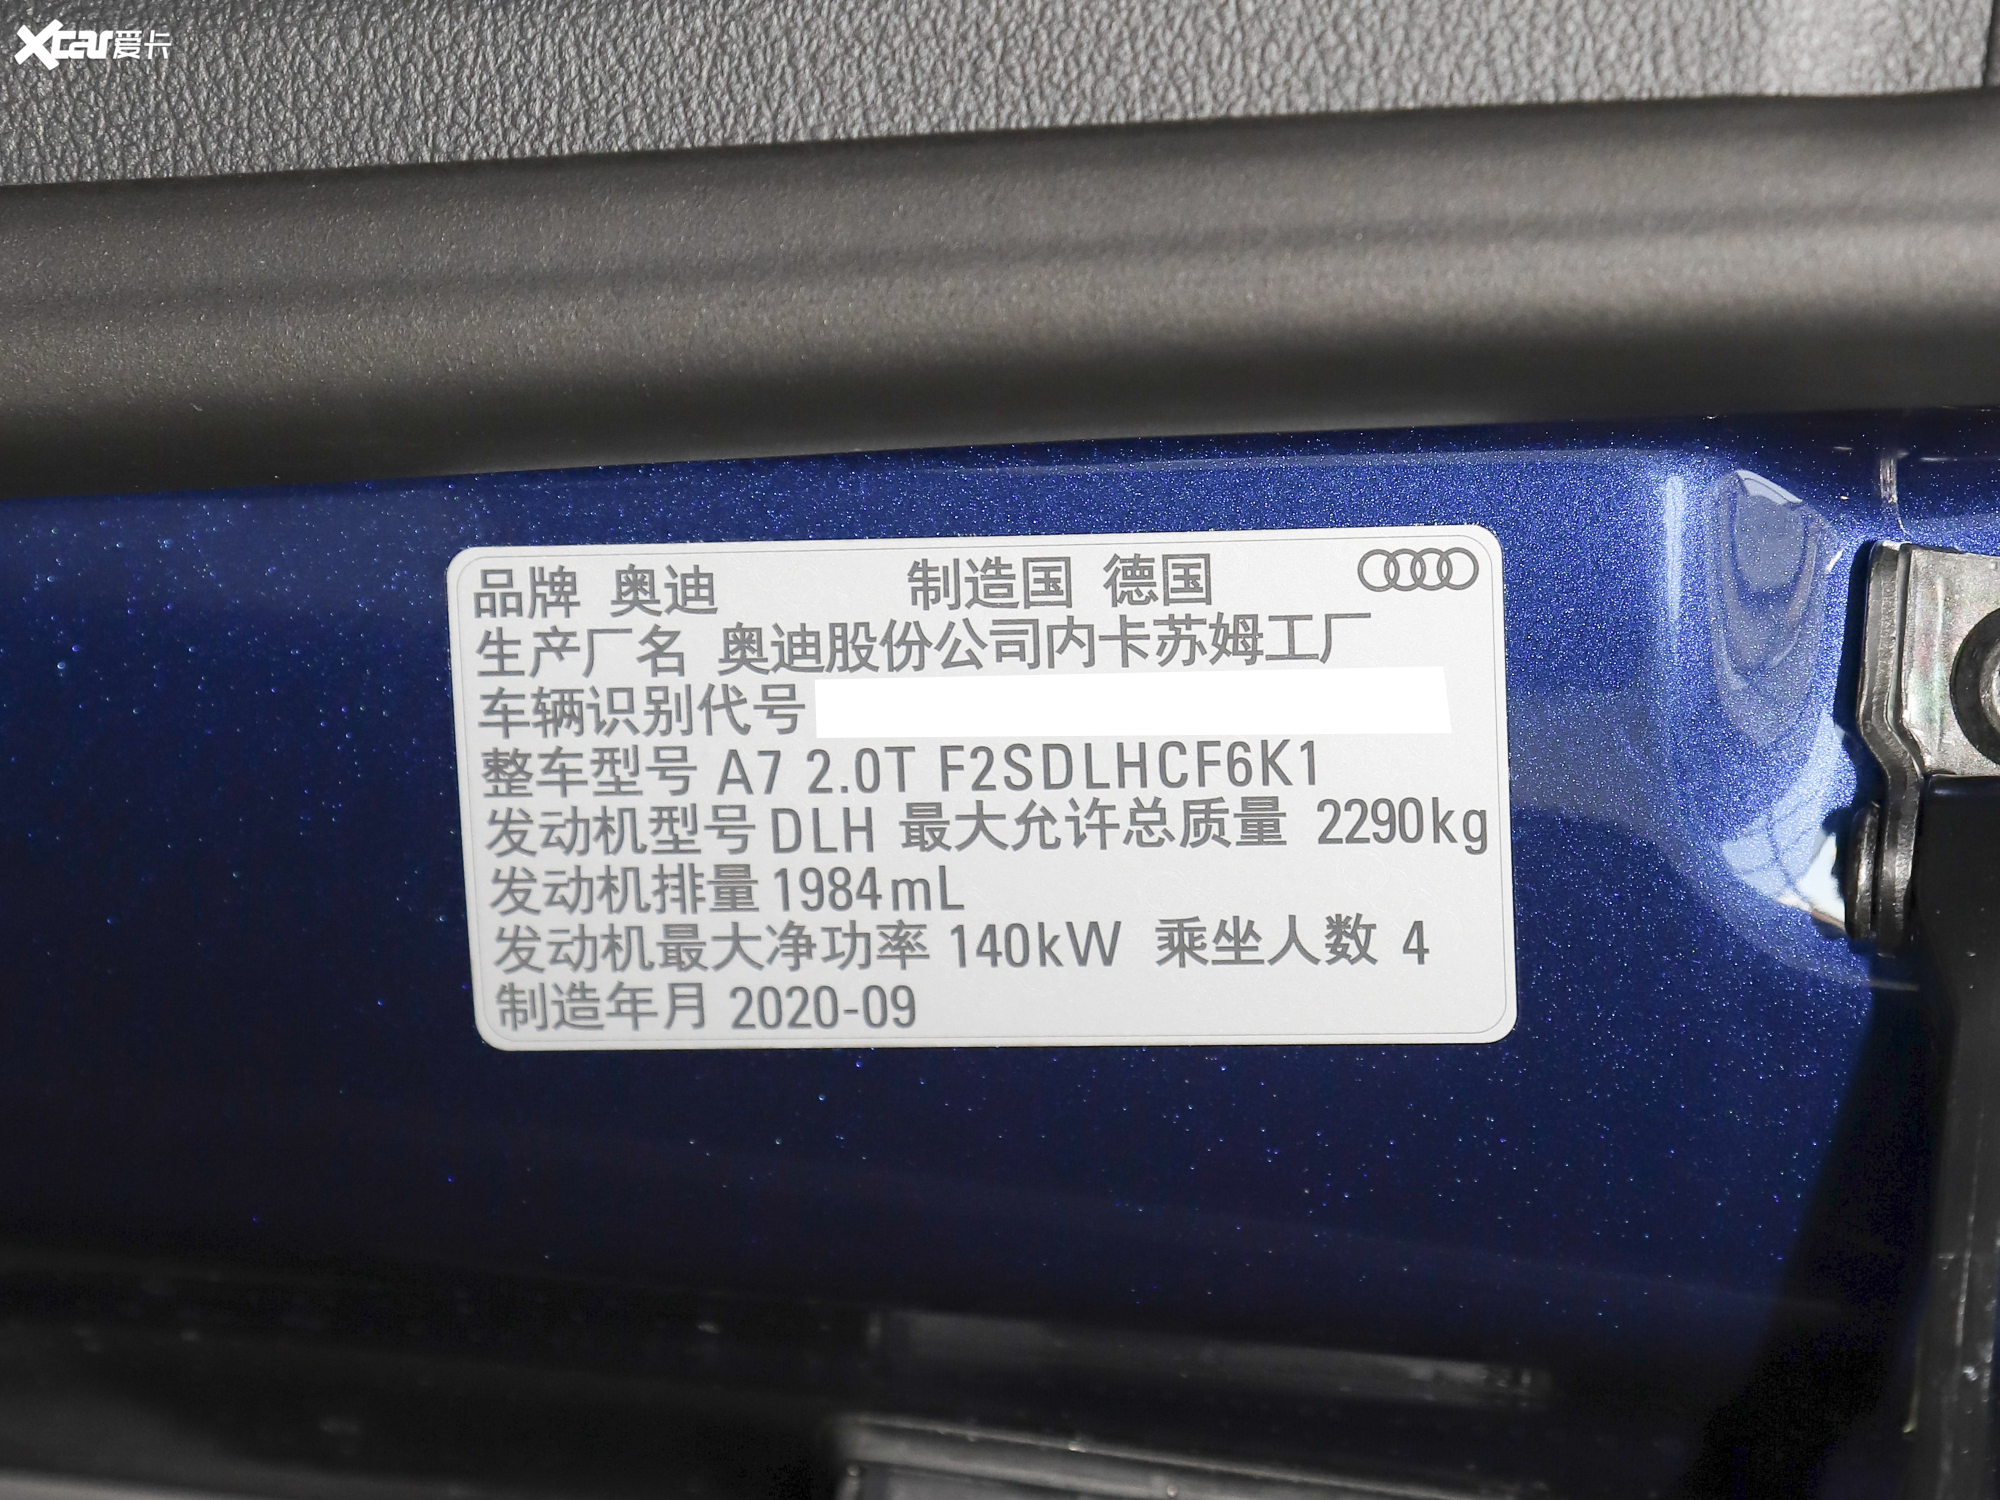 Xcar爱卡
品牌 奥迪 制造国 德国
生产厂名 奥迪股份公司内卡苏姆工厂
车辆识别代号
整车型号 A7 2.0T F2SDLHCF6K1
发动机型号 DLH 最大允许总质量 2290kg
发动机排量 1984mL
发动机最大净功率 140kW 乘坐人数 4
制造年月 2020-09